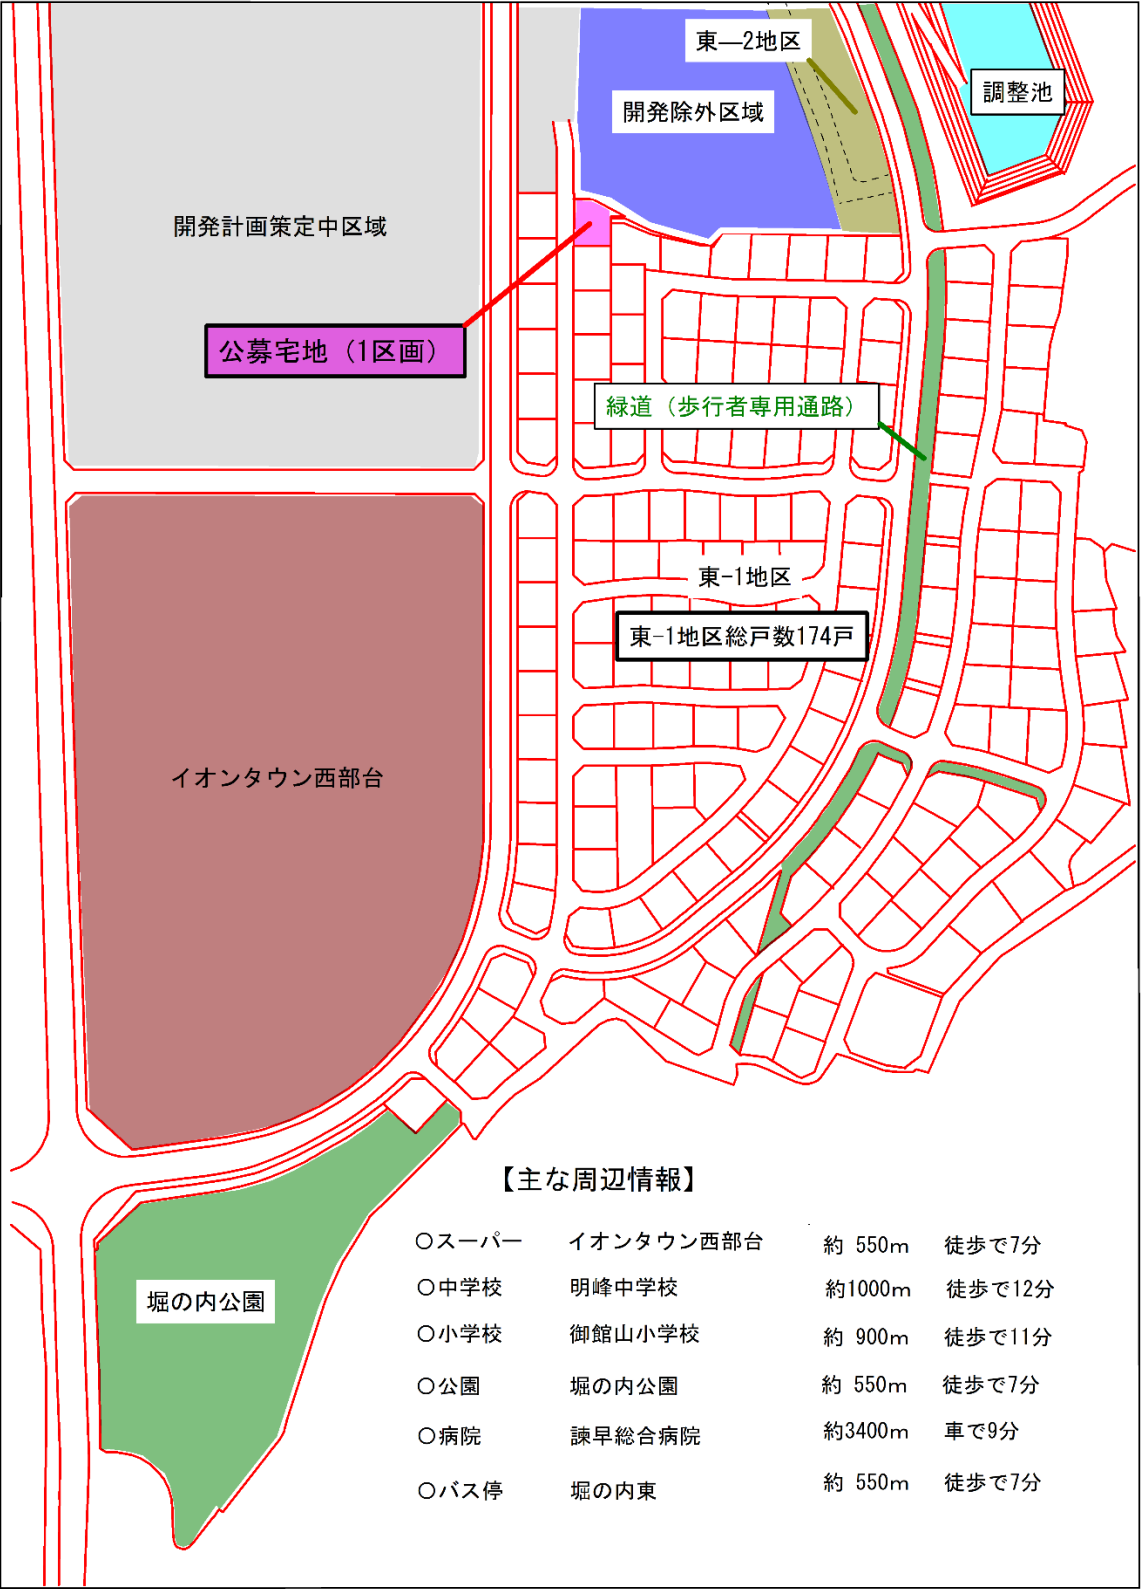 東―2地区
調整池
開発除外区域
開発計画策定中区域
公募宅地（1区画）
緑道（歩行者専用通路）
東-1地区
東-1地区総戸数174戸
イオンタウン西部台
堀の内公園
【主な周辺情報】
○スーパー イオンタウン西部台 約 550m 徒歩で7分
○中学校 明峰中学校 約1000m 徒歩で12分
○小学校 御館山小学校 約 900m 徒歩で11分
○公園 堀の内公園 約 550m 徒歩で7分
○病院 諫早総合病院 約3400m 車で9分
○バス停 堀の内東 約 550m 徒歩で7分